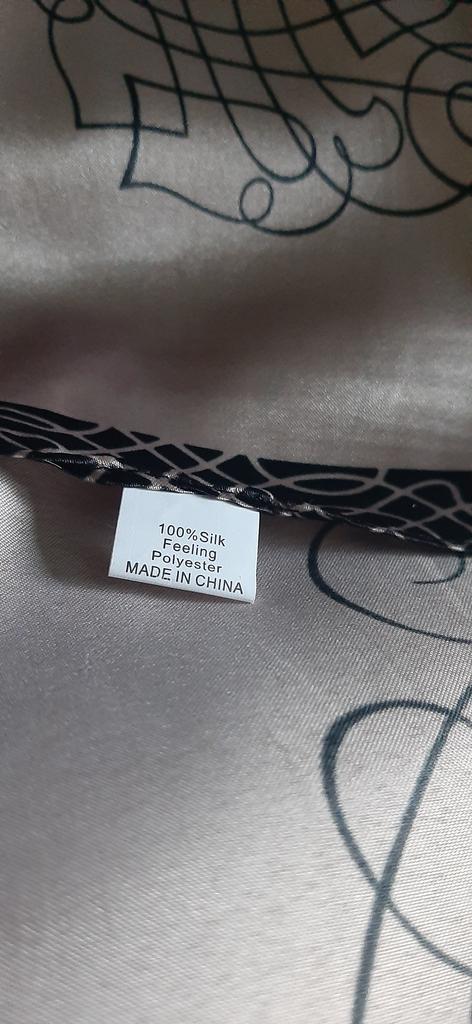 100%Silk
Feeling
Polyester
MADE IN CHINA